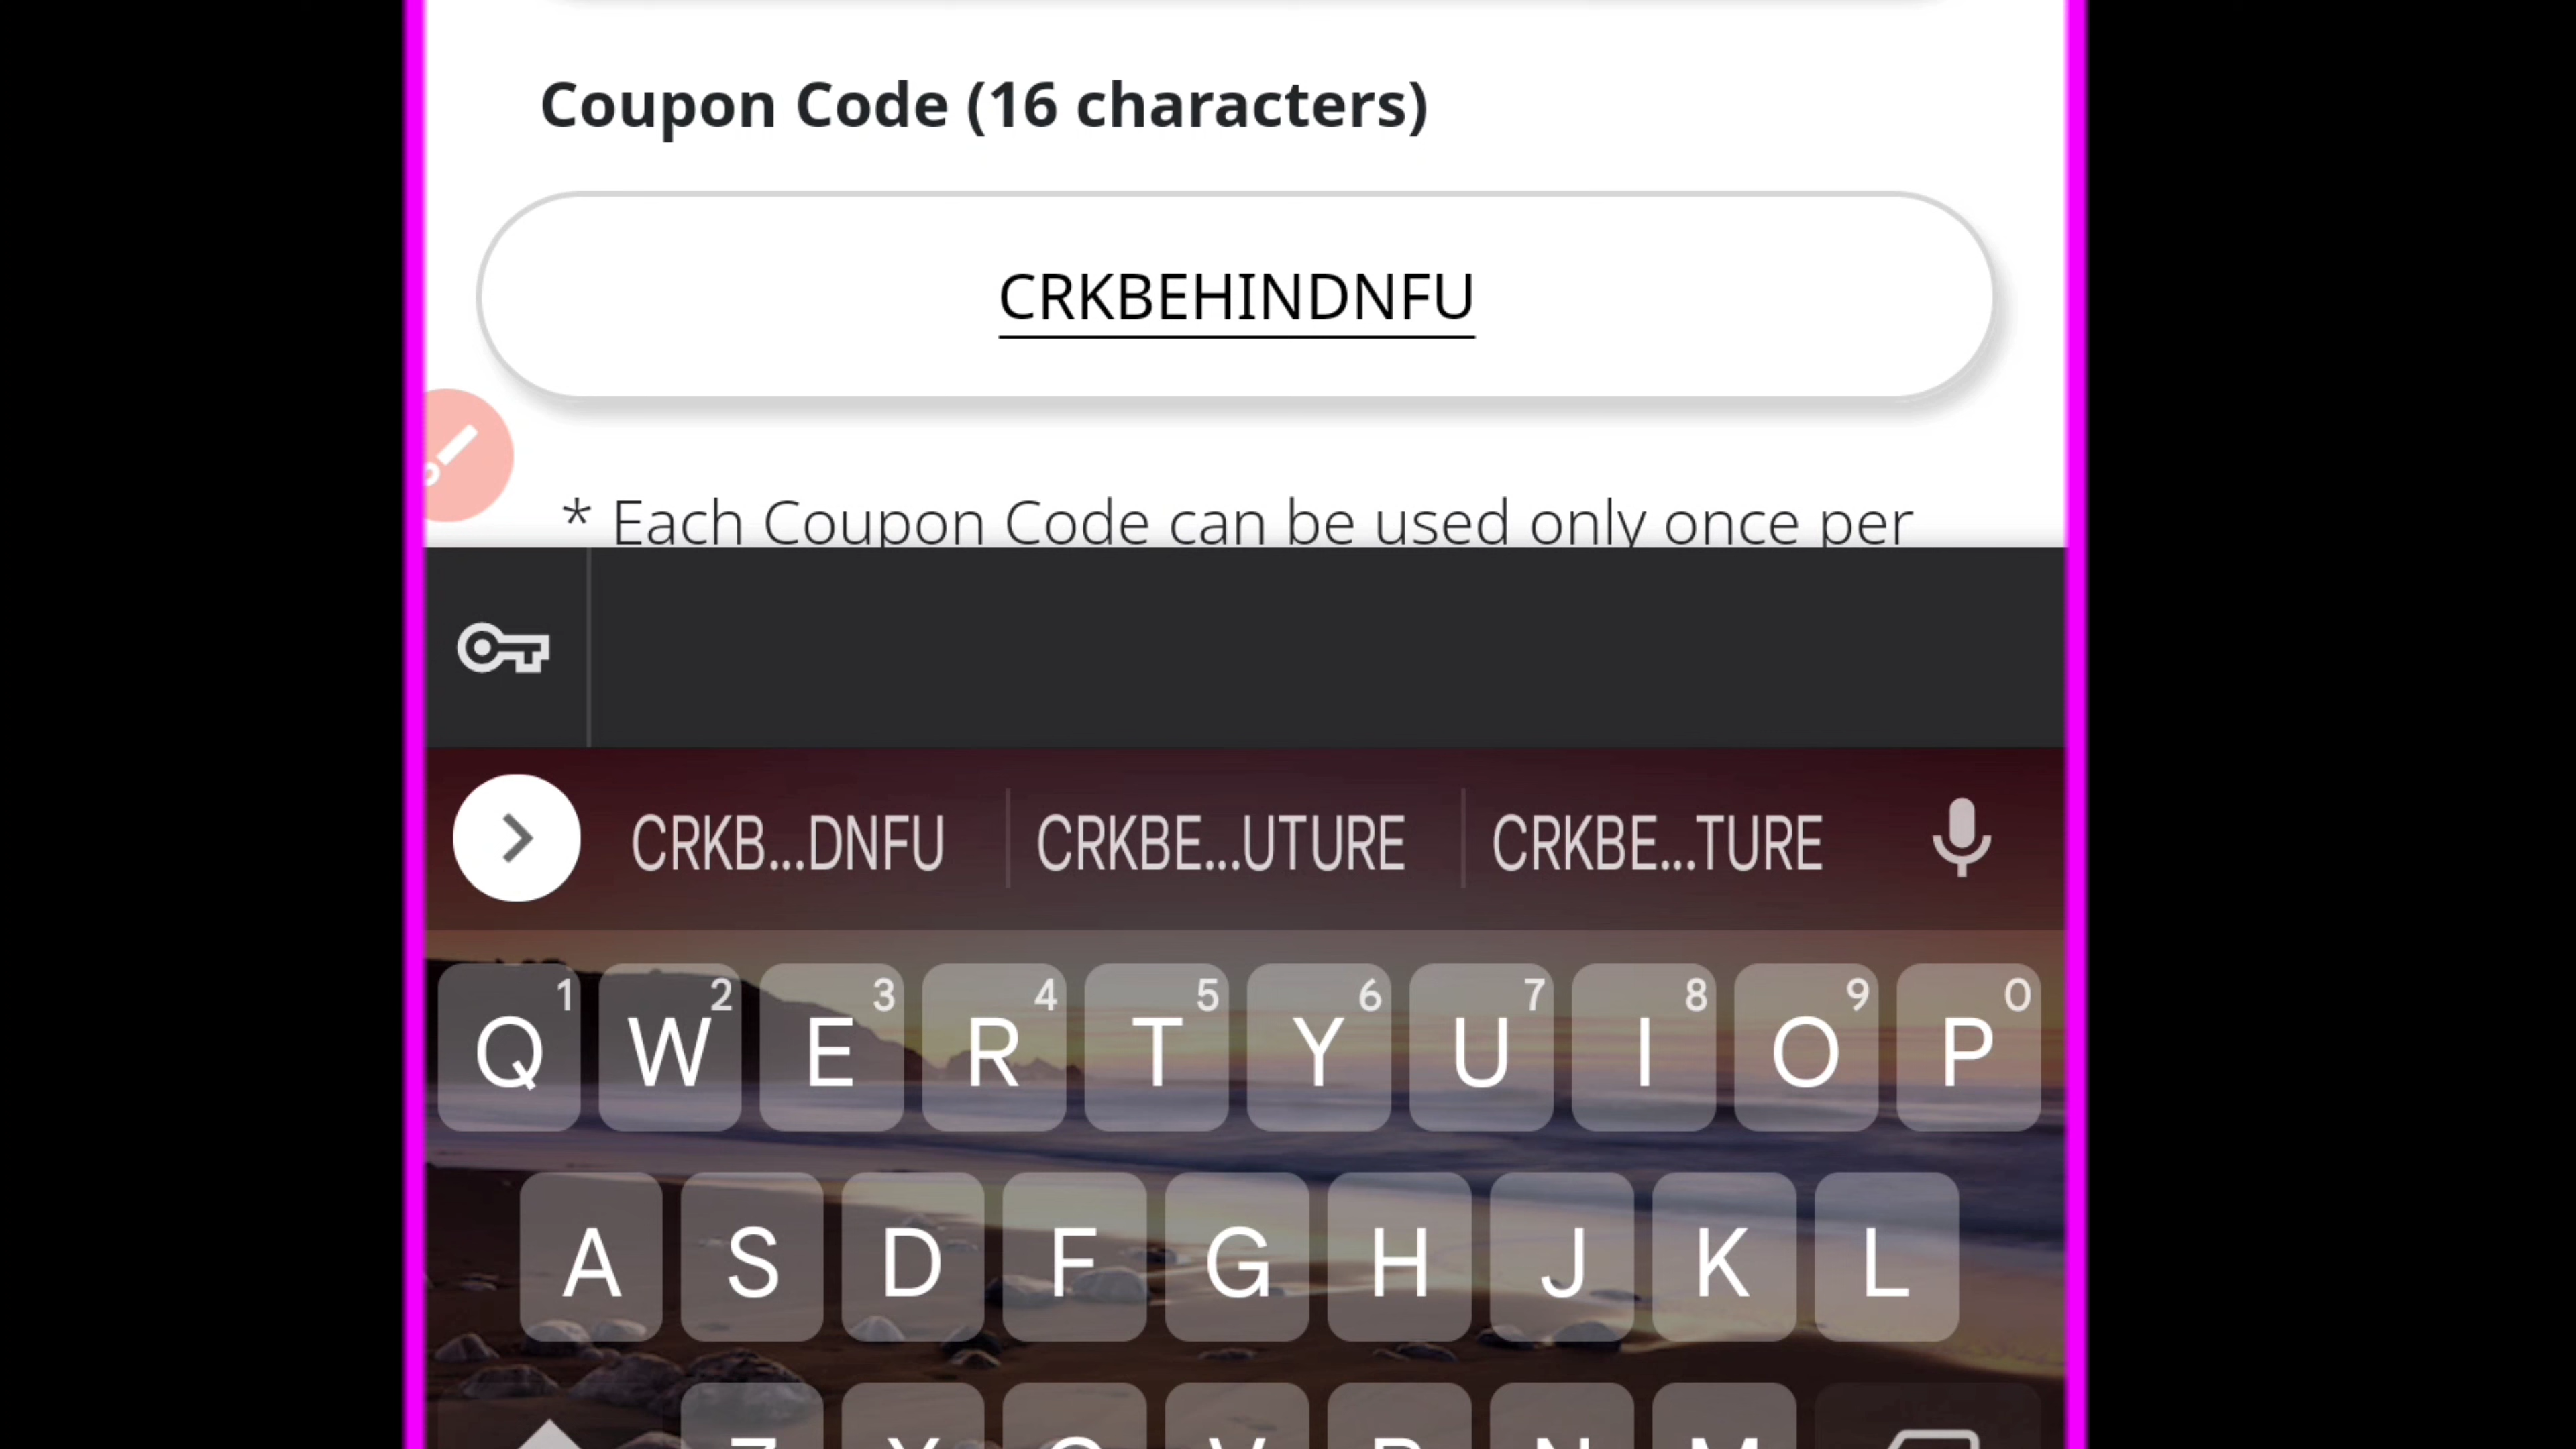 Coupon Code (16 characters)
CRKBEHINDNFU
* Each Coupon Code can be used only once per
CRKB...DNFU CRKBE...UTURE CRKBE...TURE
1 2 3 4 5 6 7 8 9 0
Q W E R T Y U I O P
A S D F G H J K L
Z X C V B N M